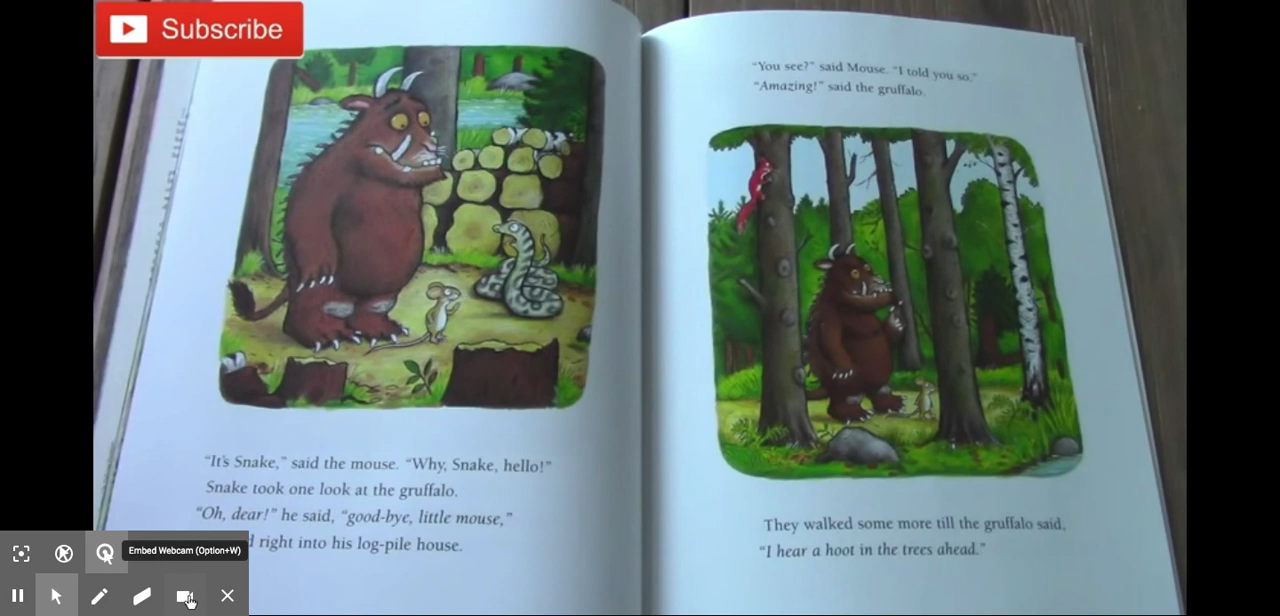 Subscribe
"It's Snake," said the mouse. "Why, Snake, hello!"
Snake took one look at the gruffalo.
"Oh, dear!" he said, "good-bye, little mouse,"
right into his log-pile house.
"You see?" said Mouse. "I told you so."
"Amazing!" said the gruffalo.
They walked some more till the gruffalo said,
"I hear a hoot in the trees ahead."
Embed Webcam (Option+W)